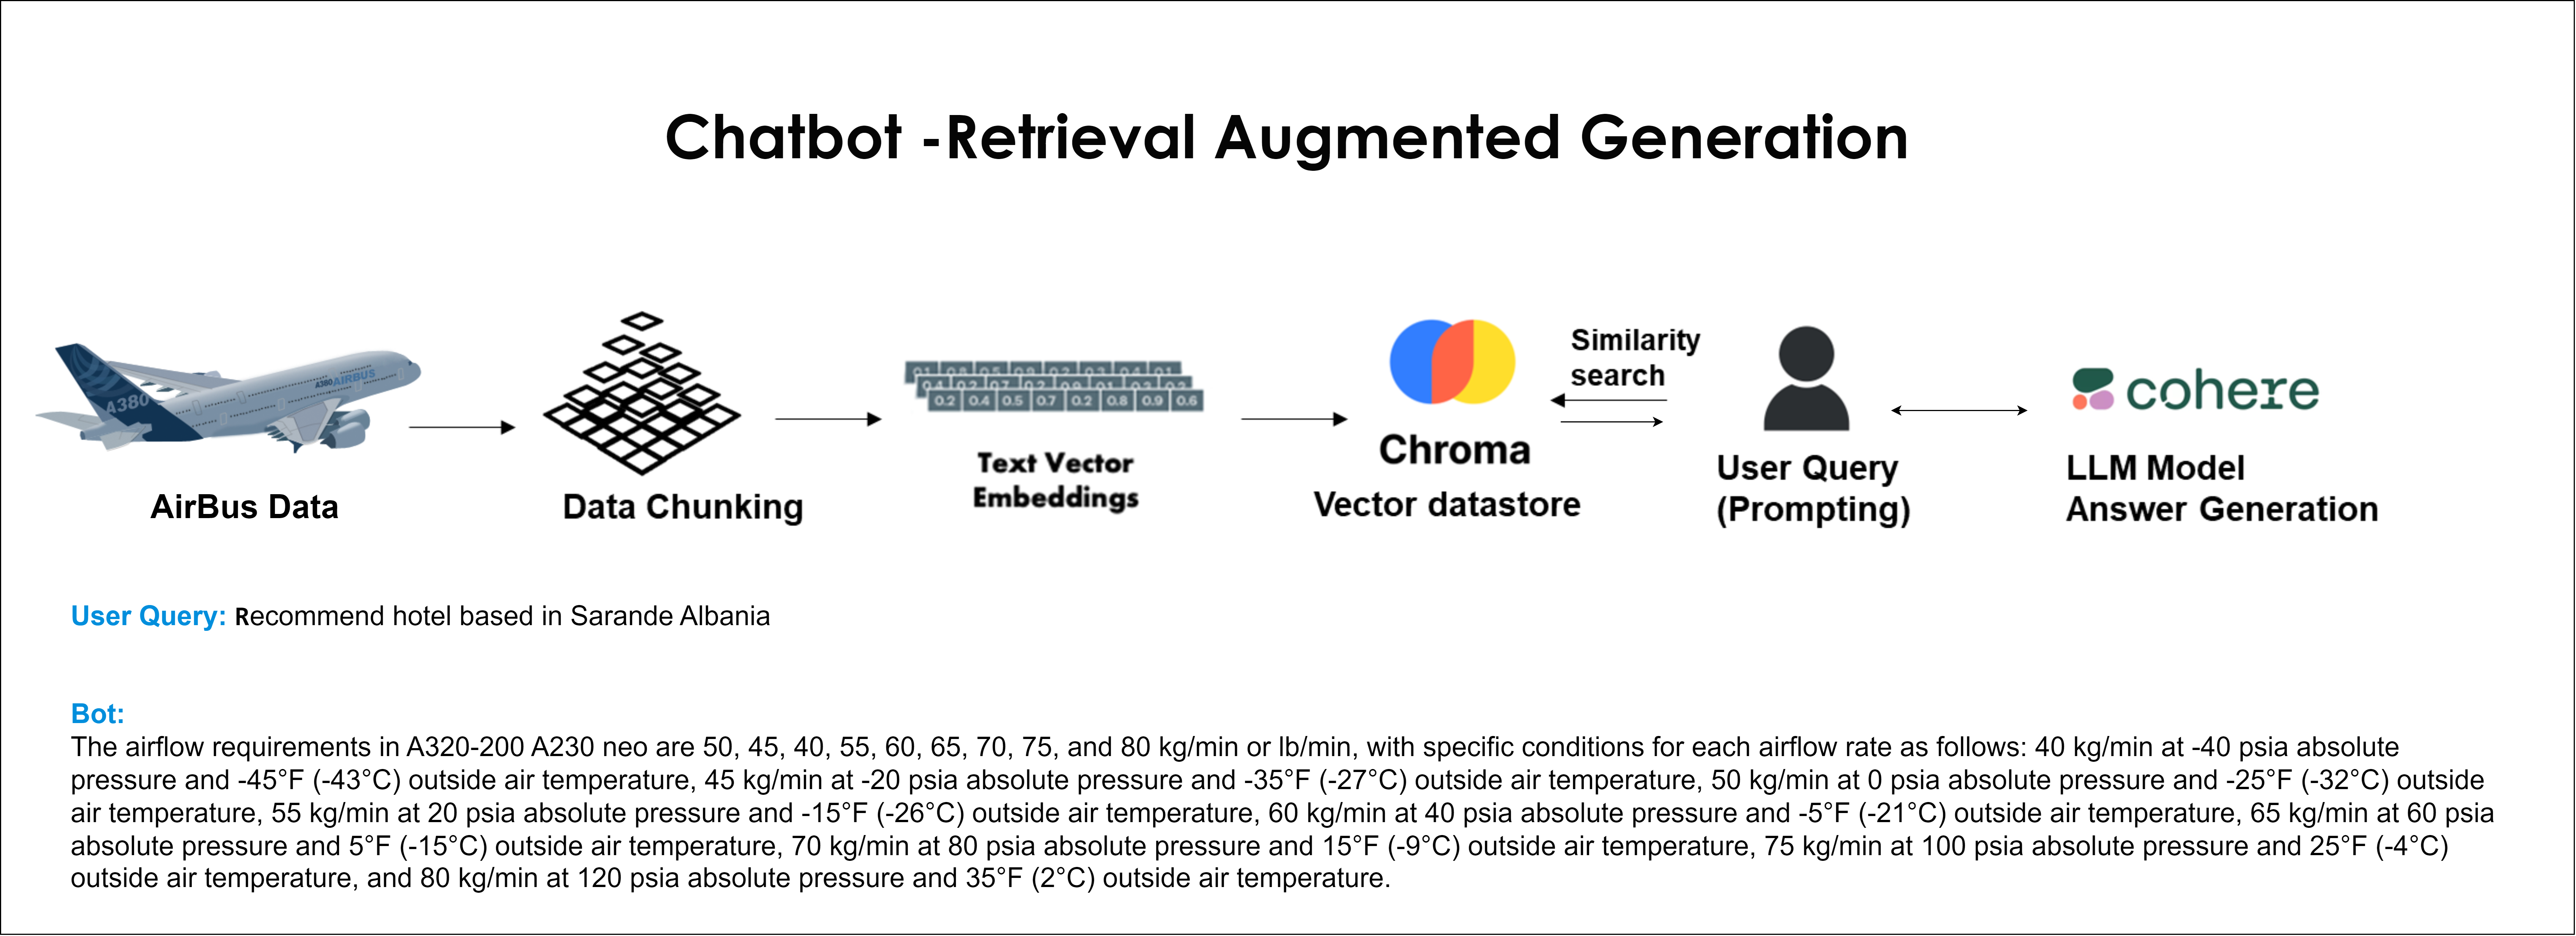 Chatbot -Retrieval Augmented Generation
A380
A380 AIRBUS
AirBus Data
Data Chunking
0.2 0.4 0.5 0.7 0.2 0.8 0.9 0.6
Text Vector
Embeddings
Chroma
Vector datastore
Similarity
search
User Query
(Prompting)
cohere
LLM Model
Answer Generation
User Query: Recommend hotel based in Sarande Albania
Bot:
The airflow requirements in A320-200 A230 neo are 50, 45, 40, 55, 60, 65, 70, 75, and 80 kg/min or lb/min, with specific conditions for each airflow rate as follows: 40 kg/min at -40 psia absolute
pressure and -45°F (-43°C) outside air temperature, 45 kg/min at -20 psia absolute pressure and -35°F (-27°C) outside air temperature, 50 kg/min at 0 psia absolute pressure and -25°F (-32°C) outside
air temperature, 55 kg/min at 20 psia absolute pressure and -15°F (-26°C) outside air temperature, 60 kg/min at 40 psia absolute pressure and -5°F (-21°C) outside air temperature, 65 kg/min at 60 psia
absolute pressure and 5°F (-15°C) outside air temperature, 70 kg/min at 80 psia absolute pressure and 15°F (-9°C) outside air temperature, 75 kg/min at 100 psia absolute pressure and 25°F (-4°C)
outside air temperature, and 80 kg/min at 120 psia absolute pressure and 35°F (2°C) outside air temperature.